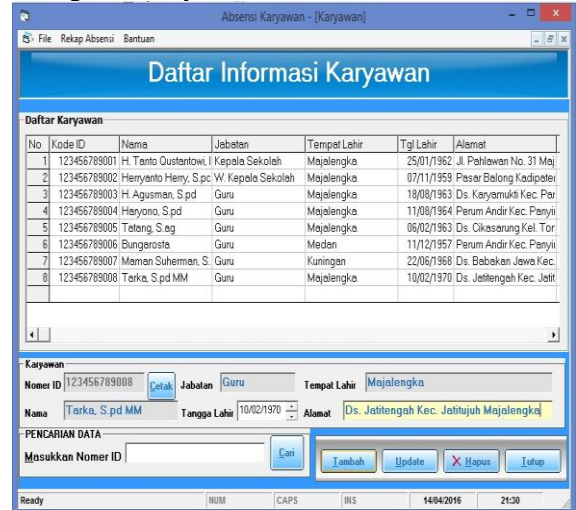 Absensi Karyawan - [Karyawan]
File Rekap Absensi Bantuan
Daftar Informasi Karyawan
Daftar Karyawan
No Kode ID Nama Jabatan Tempat Lahir Tgl Lahir Alamat
1 123456789001 H. Tanto Qustantowi, I Kepala Sekolah Majalengka 25/01/1962 Jl. Pahlawan No. 31 Maj
2 123456789002 Herryanto Herry, S.pc W. Kepala Sekolah Majalengka 07/11/1959 Pasar Balong Kadipater
3 123456789003 H. Agusman, S.pd Guru Majalengka 18/08/1963 Ds. Karyamukti Kec. Par
4 123456789004 Haryono, S.pd Guru Majalengka 11/08/1964 Perum Andir Kec. Panyii
5 123456789005 Tatang, S.ag Guru Majalengka 06/02/1963 Ds. Cikasarung Kel. Tor
6 123456789006 Bungarosta Guru Medan 11/12/1957 Perum Andir Kec. Panyii
7 123456789007 Maman Suherman, S. Guru Kuningan 22/06/1968 Ds. Babakan Jawa Kec.
8 123456789008 Tarka, S.pd MM Guru Majalengka 10/02/1970 Ds. Jatitengah Kec. Jatit
Karyawan
Nomer ID 123456789008 Cetak Jabatan Guru Tempat Lahir Majalengka
Nama Tarka, S.pd MM Tangga Lahir 10/02/1970 Alamat Ds. Jatitengah Kec. Jatitujuh Majalengka
PENCARIAN DATA
Masukkan Nomer ID Cari
Tambah Update Hapus Tutup
Ready NUM CAPS INS 14/04/2016 21:30